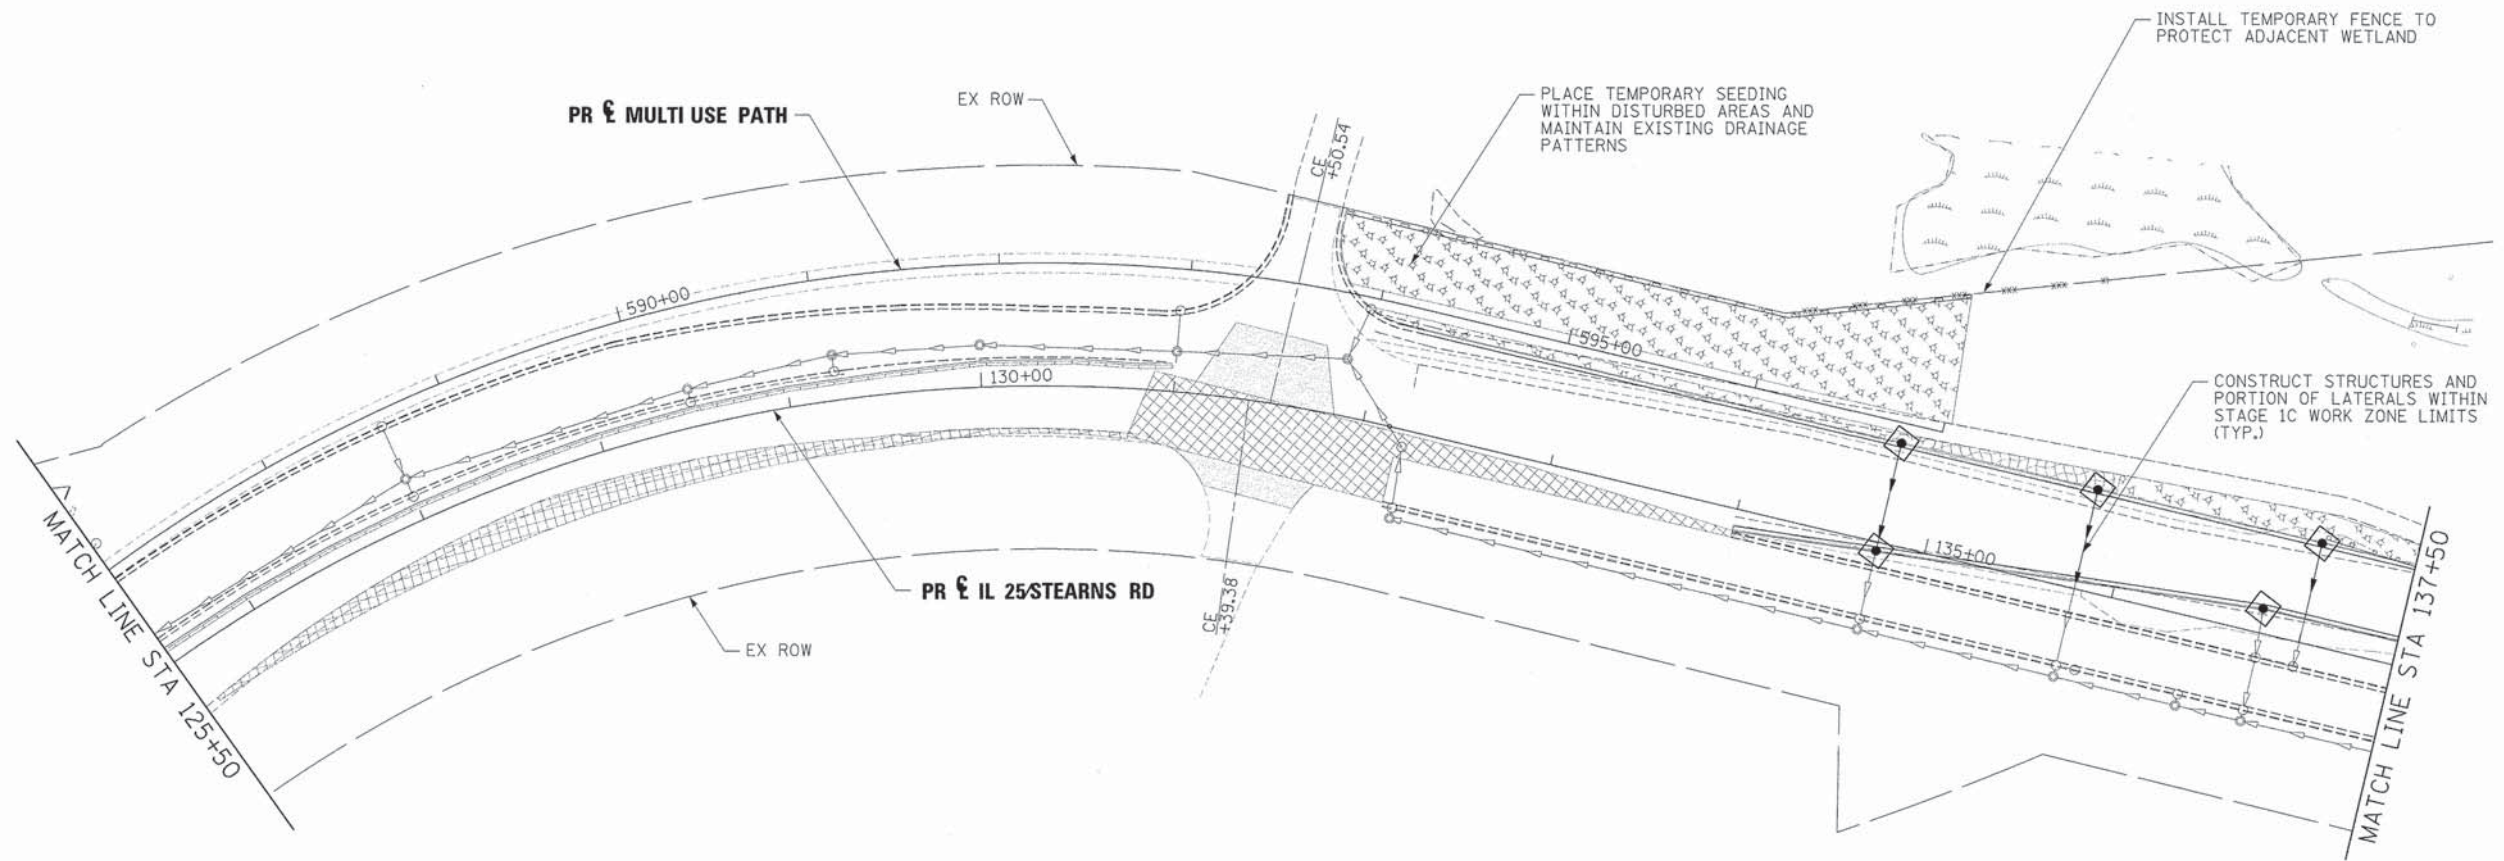 INSTALL TEMPORARY FENCE TO
PROTECT ADJACENT WETLAND
PLACE TEMPORARY SEEDING
WITHIN DISTURBED AREAS AND
MAINTAIN EXISTING DRAINAGE
PATTERNS
EX ROW
PR ℄ MULTI USE PATH
CE
+50.54
590+00
595+00
130+00
CONSTRUCT STRUCTURES AND
PORTION OF LATERALS WITHIN
STAGE 1C WORK ZONE LIMITS
(TYP.)
135+00
PR ℄ IL 25/STEARNS RD
CE
+39.38
EX ROW
MATCH LINE STA 125+50
MATCH LINE STA 137+50